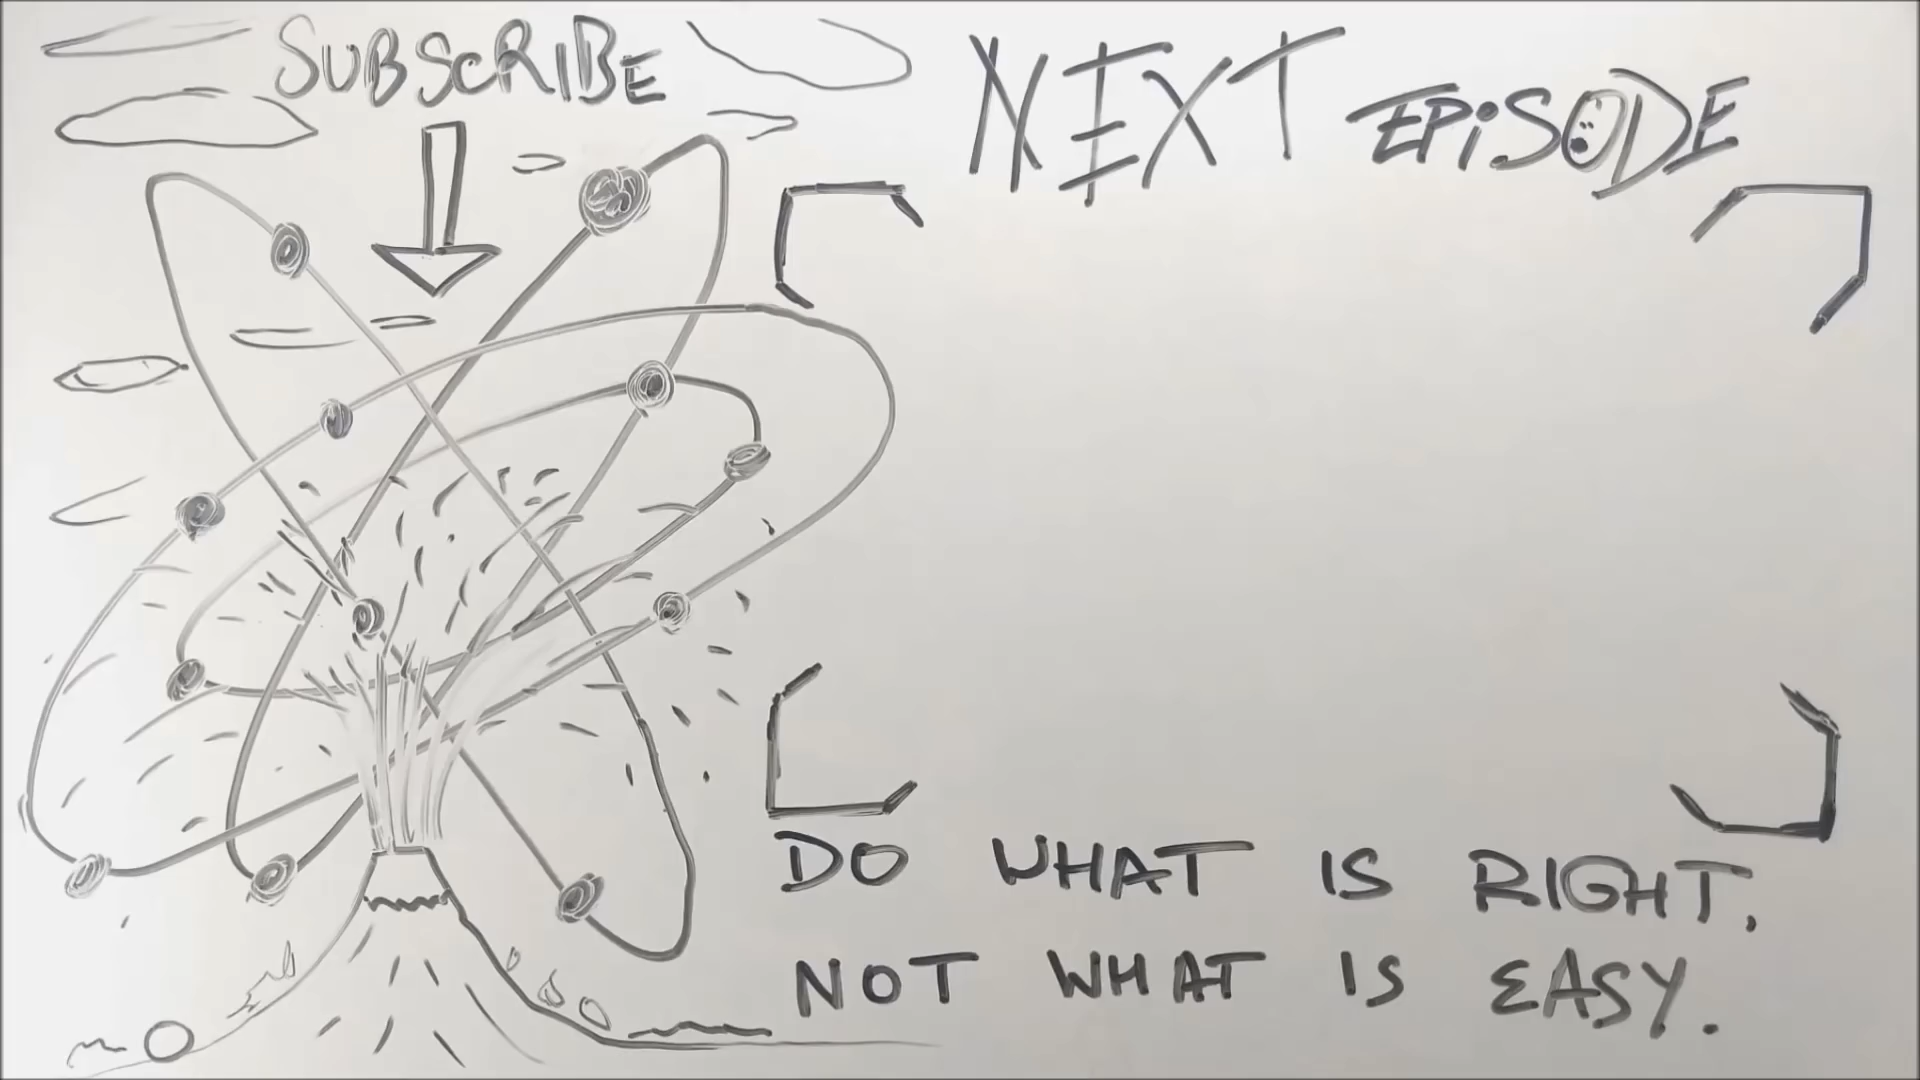 SUBSCRIBE
NEXT EPiSODE
DO WHAT IS RIGHT.
NOT WHAT IS EASY.